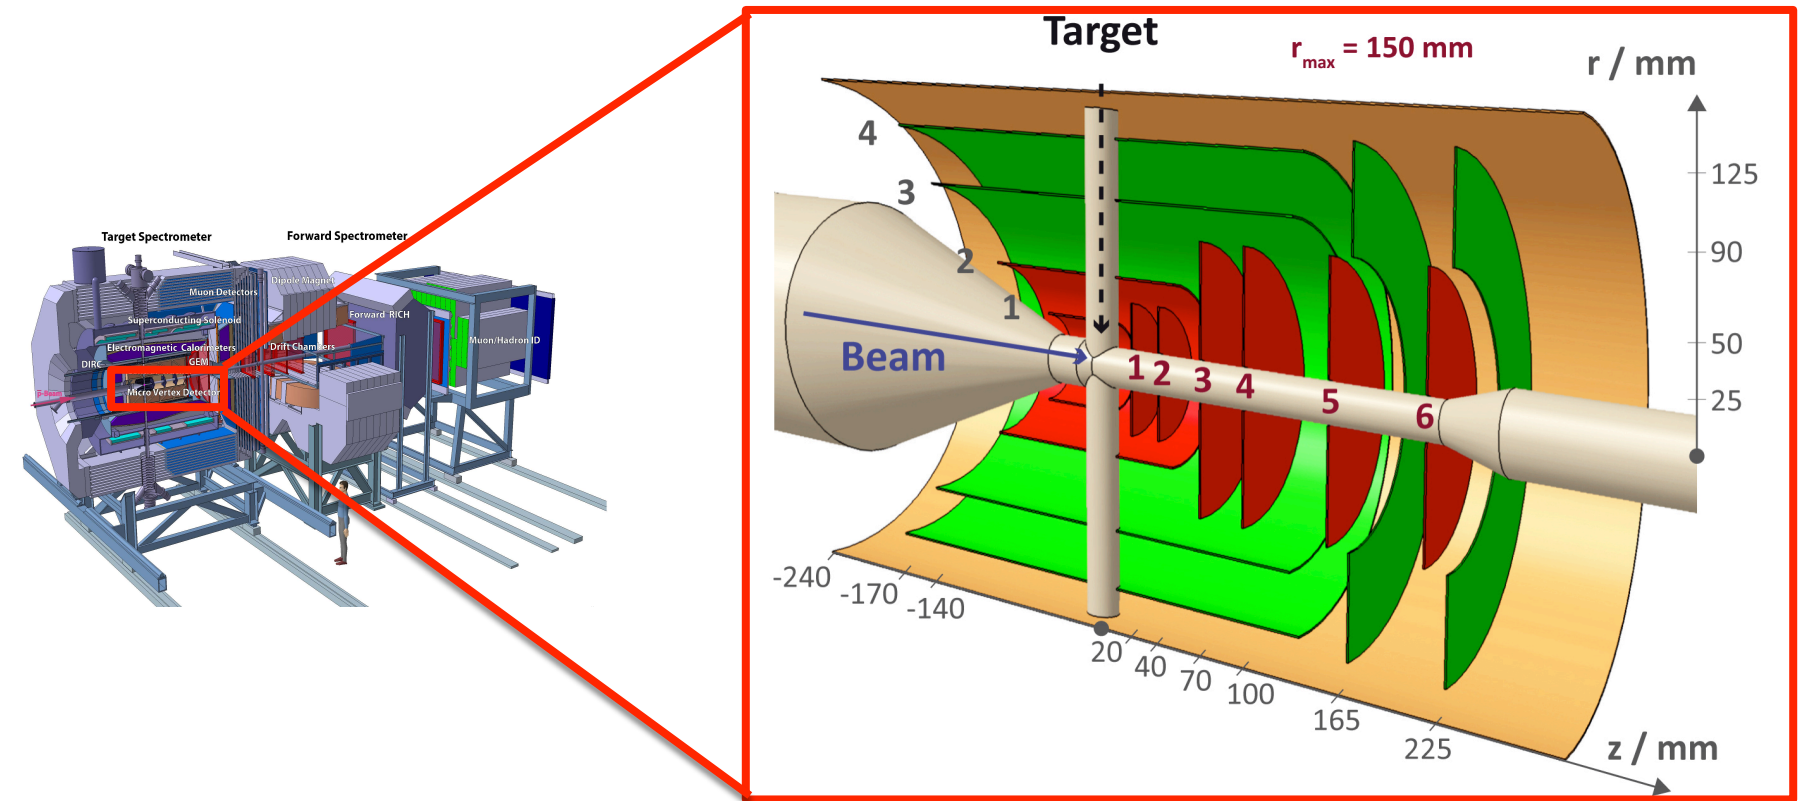 Target Spectrometer
Forward Spectrometer
Dipole Magnet
Muon Detectors
Forward RICH
Superconducting Solenoid
Muon/Hadron ID
Electromagnetic Calorimeters
Drift Chambers
DIRC
GEM
Micro Vertex Detector
Target
rmax = 150 mm
r / mm
4
3
2
1
125
90
50
25
Beam
1
2
3
4
5
6
-240
-170
-140
20
40
70
100
165
225
z / mm